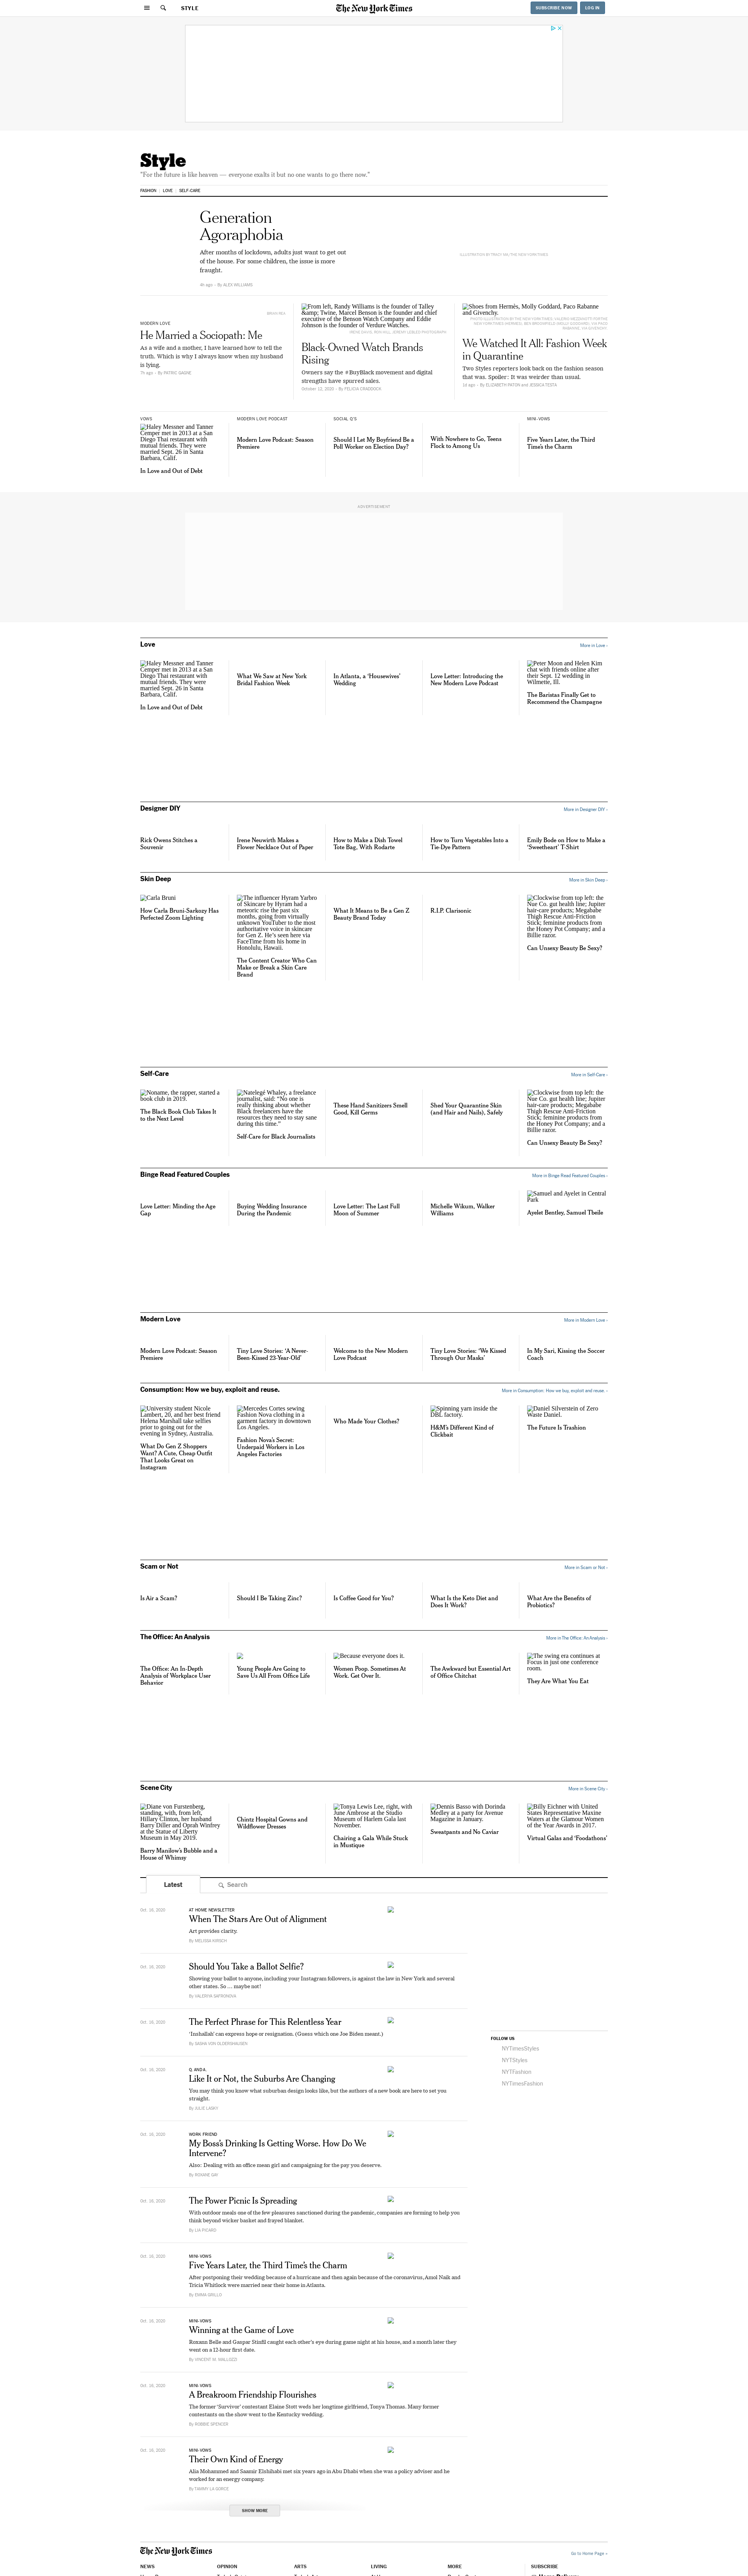 STYLE
The New York Times
SUBSCRIBE NOW
LOG IN
Style
"For the future is like heaven — everyone exalts it but no one wants to go there now."
FASHION
LOVE
SELF-CARE
Generation
Agoraphobia
After months of lockdown, adults just want to get out
of the house. For some children, the issue is more
fraught.
4h ago · By ALEX WILLIAMS
MODERN LOVE
He Married a Sociopath: Me
As a wife and a mother, I have learned how to tell the
truth. Which is why I always know when my husband
is lying.
7h ago · By PATRIC GAGNE
From left, Randy Williams is the founder of Talley
&amp; Twine, Marcel Benson is founder and chief
executive of the Benson Watch Company and Eddie
Johnson is the founder of Verdure Watches.
Black-Owned Watch Brands
Rising
Owners say the #BuyBlack movement and digital
strategies have spurred sales.
October 12, 2020 · By FELICIA CRADDOCK
Shoes from Hermès, Molly Goddard, Paco Rabanne
and Givenchy.
We Watched It All: Fashion Week
in Quarantine
Two Styles reporters look back on the fashion season
that was. Spoiler: It was weirder than usual.
1d ago · By ELIZABETH PATON and JESSICA TESTA
VOWS
Haley Messner and Tanner
Cemper met in 2013 at a San
Diego Thai restaurant with
mutual friends. They were
married Sept. 26 in Santa
Barbara, Calif.
In Love and Out of Debt
MODERN LOVE PODCAST
Modern Love Podcast: Season
Premiere
SOCIAL Q'S
Should I Let My Boyfriend Be a
Poll Worker on Election Day?
With Nowhere to Go, Teens
Flock to Among Us
MINI-VOWS
Five Years Later, the Third
Time's the Charm
ADVERTISEMENT
Love
More in Love ›
Haley Messner and Tanner
Cemper met in 2013 at a San
Diego Thai restaurant with
mutual friends. They were
married Sept. 26 in Santa
Barbara, Calif.
In Love and Out of Debt
What We Saw at New York
Bridal Fashion Week
In Atlanta, a 'Housewives'
Wedding
Love Letter: Introducing the
New Modern Love Podcast
Peter Moon and Helen Kim
chat with friends online after
their Sept. 12 wedding in
Wilmette, Ill.
The Baristas Finally Get to
Recommend the Champagne
Designer DIY
More in Designer DIY ›
Rick Owens Stitches a
Souvenir
Irene Neuwirth Makes a
Flower Necklace Out of Paper
How to Make a Dish Towel
Tote Bag, With Rodarte
How to Turn Vegetables Into a
Tie-Dye Pattern
Emily Bode on How to Make a
'Sweetheart' T-Shirt
Skin Deep
More in Skin Deep ›
Carla Bruni
How Carla Bruni-Sarkozy Has
Perfected Zoom Lighting
The influencer Hyram Yarbro
of Skincare by Hyram had a
meteoric rise the past six
months, going from virtually
unknown YouTuber to the most
authoritative voice in skincare
for Gen Z. He's seen here via
FaceTime from his home in
Honolulu, Hawaii.
The Content Creator Who Can
Make or Break a Skin Care
Brand
What It Means to Be a Gen Z
Beauty Brand Today
R.I.P. Clarisonic
Clockwise from top left: the
Nue Co. gut health line; Jupiter
hair-care products; Megababe
Thigh Rescue Anti-Friction
Stick; feminine products from
the Honey Pot Company; and a
Billie razor.
Can Unsexy Beauty Be Sexy?
Self-Care
More in Self-Care ›
Noname, the rapper, started a
book club in 2019.
The Black Book Club Takes It
to the Next Level
Natelegé Whaley, a freelance
journalist, said: "No one is
really thinking about whether
Black freelancers have the
resources they need to stay sane
during this time."
Self-Care for Black Journalists
These Hand Sanitizers Smell
Good, Kill Germs
Shed Your Quarantine Skin
(and Hair and Nails), Safely
Clockwise from top left: the
Nue Co. gut health line; Jupiter
hair-care products; Megababe
Thigh Rescue Anti-Friction
Stick; feminine products from
the Honey Pot Company; and a
Billie razor.
Can Unsexy Beauty Be Sexy?
Binge Read Featured Couples
More in Binge Read Featured Couples ›
Love Letter: Minding the Age
Gap
Buying Wedding Insurance
During the Pandemic
Love Letter: The Last Full
Moon of Summer
Michelle Wikum, Walker
Williams
Samuel and Ayelet in Central
Park
Ayelet Bentley, Samuel Tbeile
Modern Love
More in Modern Love ›
Modern Love Podcast: Season
Premiere
Tiny Love Stories: 'A Never-
Been-Kissed 23-Year-Old'
Welcome to the New Modern
Love Podcast
Tiny Love Stories: 'We Kissed
Through Our Masks'
In My Sari, Kissing the Soccer
Coach
Consumption: How we buy, exploit and reuse.
More in Consumption: How we buy, exploit and reuse. ›
University student Nicole
Lambert, 20, and her best friend
Helena Marshall take selfies
prior to going out for the
evening in Sydney, Australia.
What Do Gen Z Shoppers
Want? A Cute, Cheap Outfit
That Looks Great on
Instagram
Mercedes Cortes sewing
Fashion Nova clothing in a
garment factory in downtown
Los Angeles.
Fashion Nova's Secret:
Underpaid Workers in Los
Angeles Factories
Who Made Your Clothes?
Spinning yarn inside the
DBL factory.
H&M's Different Kind of
Clickbait
Daniel Silverstein of Zero
Waste Daniel.
The Future Is Trashion
Scam or Not
More in Scam or Not ›
Is Air a Scam?
Should I Be Taking Zinc?
Is Coffee Good for You?
What Is the Keto Diet and
Does It Work?
What Are the Benefits of
Probiotics?
The Office: An Analysis
More in The Office: An Analysis ›
The Office: An In-Depth
Analysis of Workplace User
Behavior
Young People Are Going to
Save Us All From Office Life
Because everyone does it.
Women Poop. Sometimes At
Work. Get Over It.
The Awkward but Essential Art
of Office Chitchat
The swing era continues at
Focus in just one conference
room.
They Are What You Eat
Scene City
More in Scene City ›
Diane von Furstenberg,
standing, with, from left,
Hillary Clinton, her husband
Barry Diller and Oprah Winfrey
at the Statue of Liberty
Museum in May 2019.
Barry Manilow's Bubble and a
House of Whimsy
Chintz Hospital Gowns and
Wildflower Dresses
Tonya Lewis Lee, right, with
June Ambrose at the Studio
Museum of Harlem Gala last
November.
Chairing a Gala While Stuck
in Mustique
Dennis Basso with Dorinda
Medley at a party for Avenue
Magazine in January.
Sweatpants and No Caviar
Billy Eichner with United
States Representative Maxine
Waters at the Glamour Women
of the Year Awards in 2017.
Virtual Galas and 'Foodathons'
Latest
Search
Oct. 16, 2020
AT HOME NEWSLETTER
When The Stars Are Out of Alignment
Art provides clarity.
By MELISSA KIRSCH
Oct. 16, 2020
Should You Take a Ballot Selfie?
Showing your ballot to anyone, including your Instagram followers, is against the law in New York and several
other states. So … maybe not!
By VALERIYA SAFRONOVA
Oct. 16, 2020
The Perfect Phrase for This Relentless Year
'Inshallah' can express hope or resignation. (Guess which one Joe Biden meant.)
Oct. 16, 2020
Q. AND A.
Like It or Not, the Suburbs Are Changing
You may think you know what suburban design looks like, but the authors of a new book are here to set you
straight.
By JULIE LASKY
Oct. 16, 2020
WORK FRIEND
My Boss's Drinking Is Getting Worse. How Do We
Intervene?
Also: Dealing with an office mean girl and campaigning for the pay you deserve.
By ROXANE GAY
Oct. 16, 2020
The Power Picnic Is Spreading
With outdoor meals one of the few pleasures sanctioned during the pandemic, companies are forming to help you
think beyond wicker basket and frayed blanket.
By LIA PICARD
Oct. 16, 2020
MINI-VOWS
Five Years Later, the Third Time's the Charm
After postponing their wedding because of a hurricane and then again because of the coronavirus, Amol Naik and
Tricia Whitlock were married near their home in Atlanta.
By EMMA GRILLO
Oct. 16, 2020
MINI-VOWS
Winning at the Game of Love
Roxann Belle and Gaspar Stinfil caught each other's eye during game night at his house, and a month later they
went on a 12-hour first date.
By VINCENT M. MALLOZZI
Oct. 16, 2020
MINI-VOWS
A Breakroom Friendship Flourishes
The former 'Survivor' contestant Elaine Stott weds her longtime girlfriend, Tonya Thomas. Many former
contestants on the show went to the Kentucky wedding.
By ROBBIE SPENCER
Oct. 16, 2020
MINI-VOWS
Their Own Kind of Energy
Alia Mohammed and Saamir Elshihabi met six years ago in Abu Dhabi when she was a policy adviser and he
worked for an energy company.
By TAMMY LA GORCE
SHOW MORE
FOLLOW US
NYTimesStyles
NYTStyles
NYTFashion
NYTimesFashion
The New York Times
Go to Home Page »
NEWS
OPINION
ARTS
LIVING
MORE
SUBSCRIBE